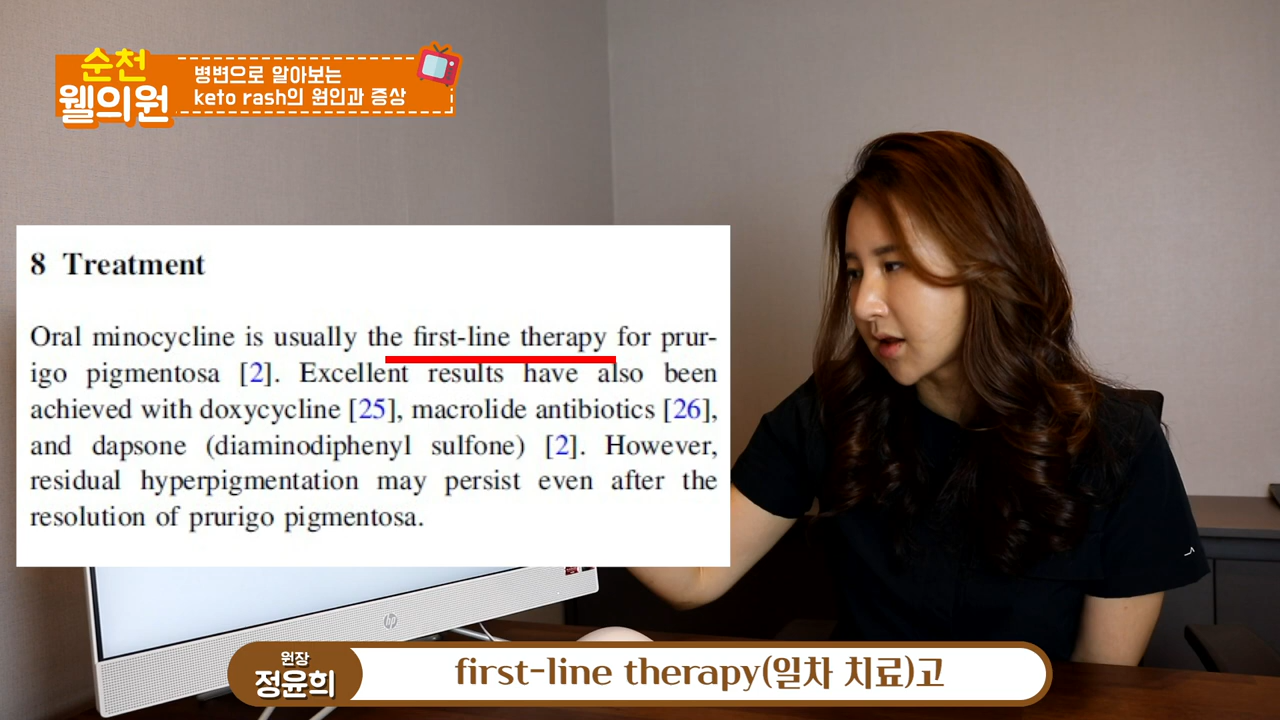 순천
웰의원
병변으로 알아보는
keto rash의 원인과 증상
8 Treatment
Oral minocycline is usually the first-line therapy for prur-
igo pigmentosa [2]. Excellent results have also been
achieved with doxycycline [25], macrolide antibiotics [26],
and dapsone (diaminodiphenyl sulfone) [2]. However,
residual hyperpigmentation may persist even after the
resolution of prurigo pigmentosa.
hp
원장
정윤희
first-line therapy(일차 치료)고